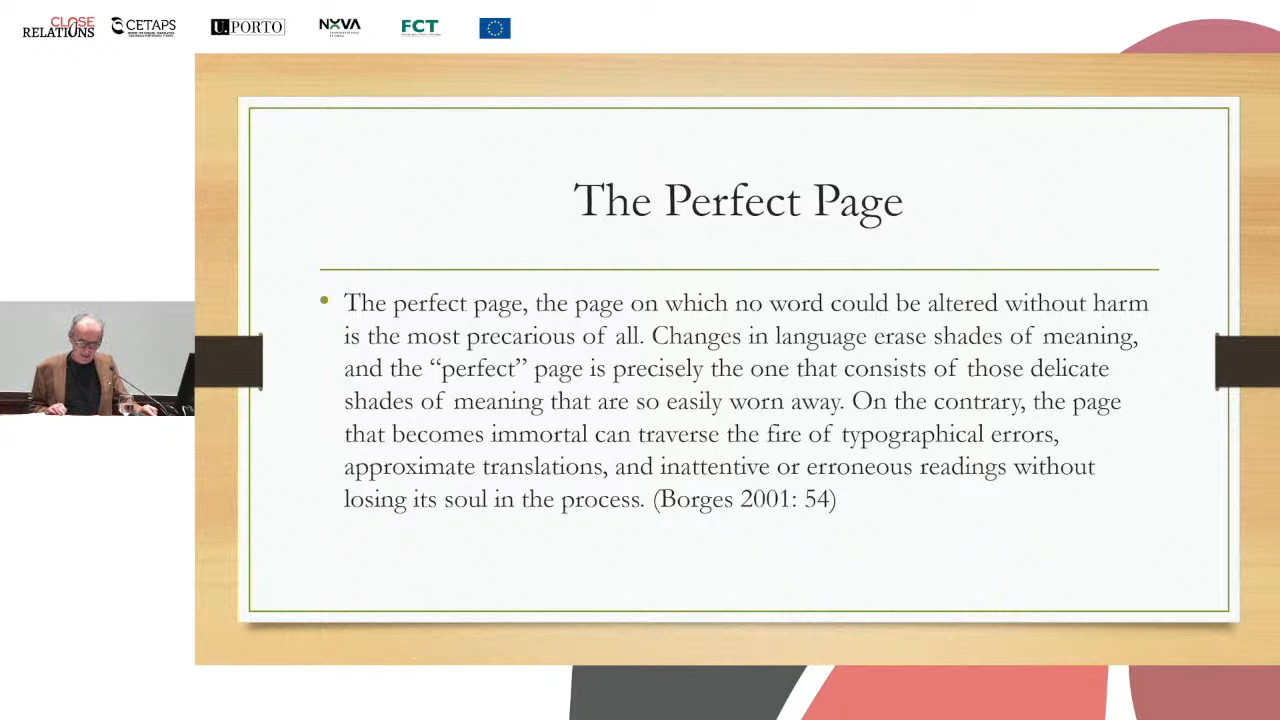 CLOSE
RELATIONS
CETAPS
U.PORTO
NOVA
FCT
The Perfect Page
The perfect page, the page on which no word could be altered without harm
is the most precarious of all. Changes in language erase shades of meaning,
and the “perfect” page is precisely the one that consists of those delicate
shades of meaning that are so easily worn away. On the contrary, the page
that becomes immortal can traverse the fire of typographical errors,
approximate translations, and inattentive or erroneous readings without
losing its soul in the process. (Borges 2001: 54)